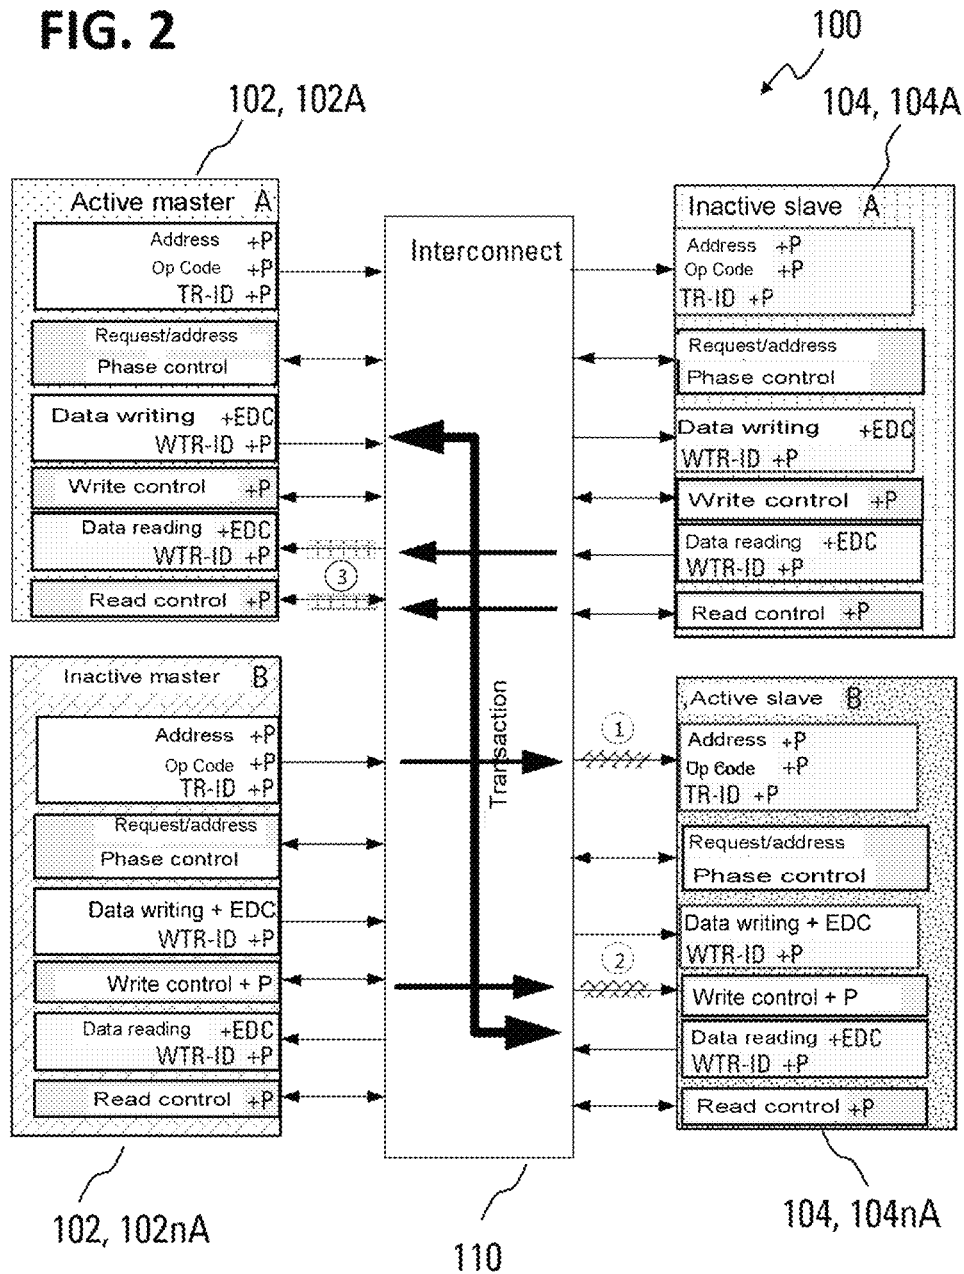 FIG. 2
100
102, 102A
104, 104A
Active master A
Address +P
Op Code +P
TR-ID +P
Request/address
Phase control
Data writing +EDC
WTR-ID +P
Write control +P
Data reading +EDC
WTR-ID +P
Read control +P
3
Inactive master B
Address +P
Op Code +P
TR-ID +P
Request/address
Phase control
Data writing + EDC
WTR-ID +P
Write control + P
Data reading +EDC
WTR-ID +P
Read control +P
102, 102nA
Interconnect
Transaction
110
Inactive slave A
Address +P
Op Code +P
TR-ID +P
Request/address
Phase control
Data writing +EDC
WTR-ID +P
Write control +P
Data reading +EDC
WTR-ID +P
Read control +P
1
2
Active slave B
Address +P
Op Code +P
TR-ID +P
Request/address
Phase control
Data writing + EDC
WTR-ID +P
Write control + P
Data reading +EDC
WTR-ID +P
Read control +P
104, 104nA